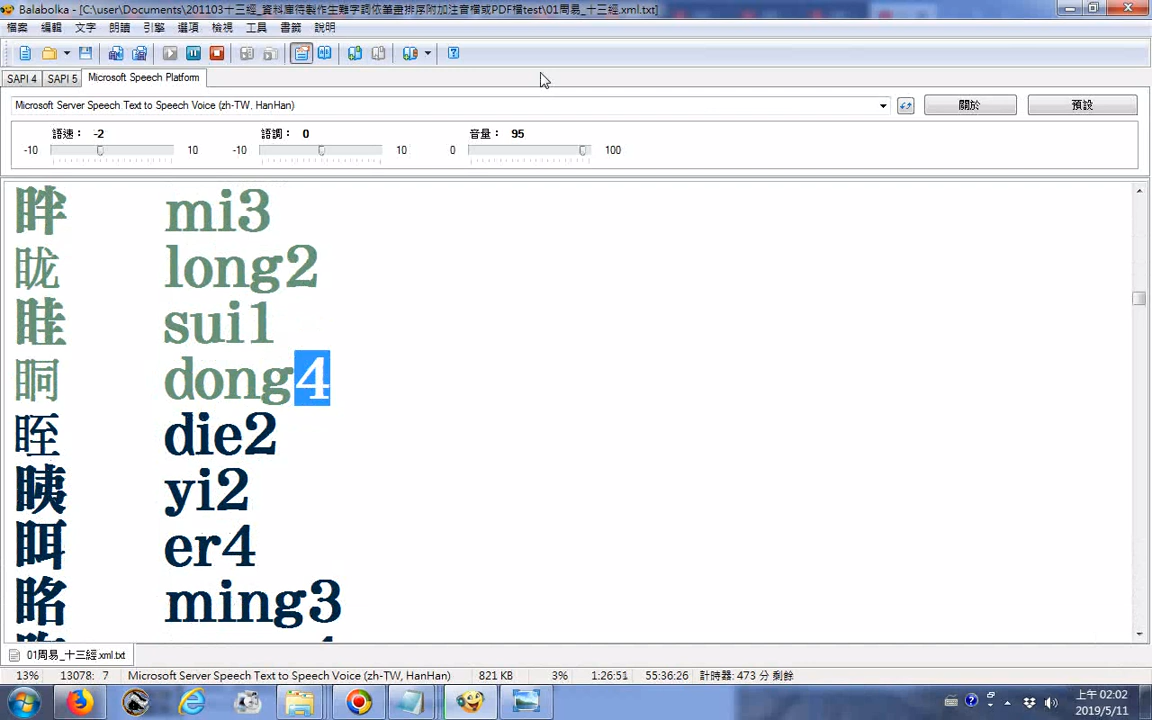 Balabolka - [C:\user\Documents\201103十三經_資料庫待製作生難字詞依筆畫排序附加注音檔或PDF檔test\01周易_十三經.xml.txt]
檔案 編輯 文字 朗讀 引擎 選項 檢視 工具 書籤 說明
SAPI 4 SAPI 5 Microsoft Speech Platform
Microsoft Server Speech Text to Speech Voice (zh-TW, HanHan) 關於 預設
語速： -2 語調： 0 音量： 95
-10 10 -10 10 0 100
眫 mi3
眬 long2
眭 sui1
眮 dong4
眰 die2
眱 yi2
眲 er4
眳 ming3
01周易_十三經.xml.txt
13% 13078: 7 Microsoft Server Speech Text to Speech Voice (zh-TW, HanHan) 821 KB 3% 1:26:51 55:36:26 計時器: 473 分 剩餘
上午 02:02
2019/5/11